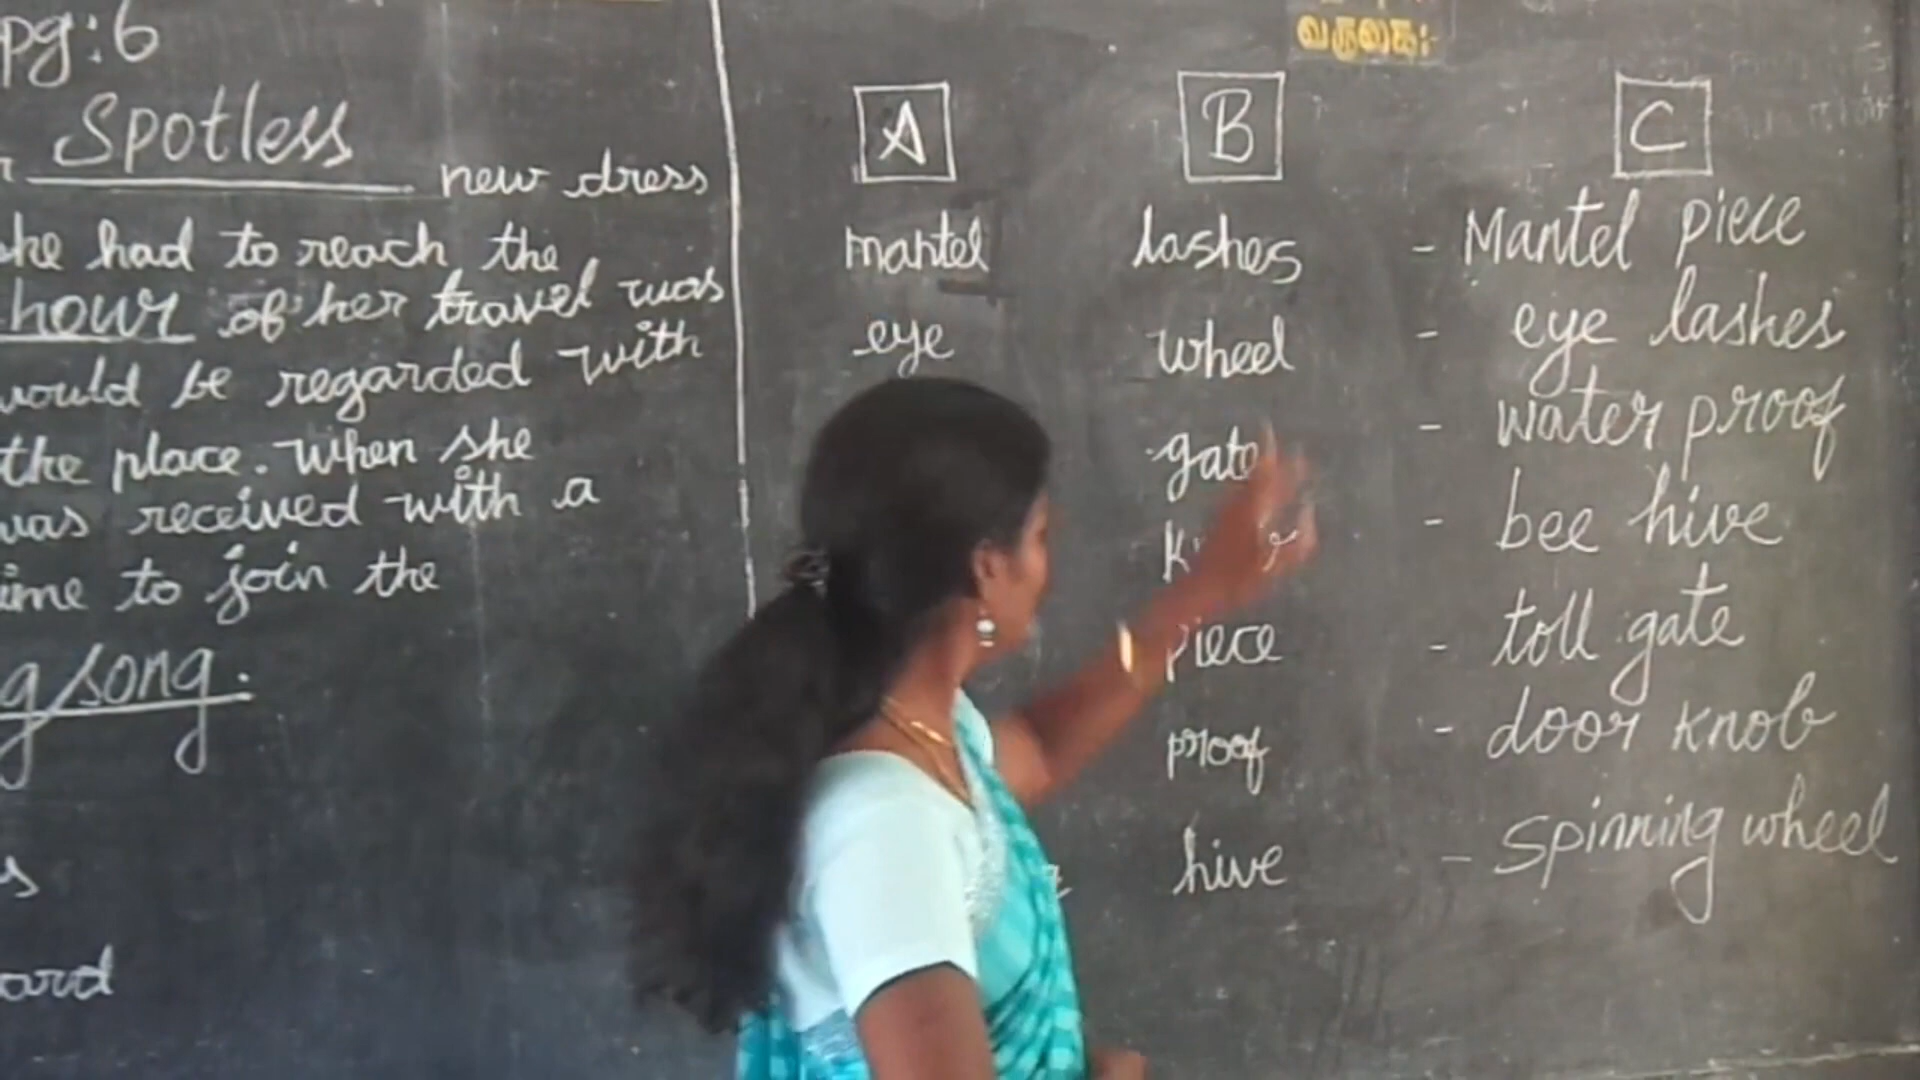 pg:6
Spotless new dress
she had to reach the
hour of her travel was
would be regarded with
the place. When she
was received with a
time to join the
song.
வருகை:
A B C
mantel lashes - Mantel piece
eye wheel - eye lashes
gate - water proof
- bee hive
piece - toll gate
proof - door knob
hive - spinning wheel